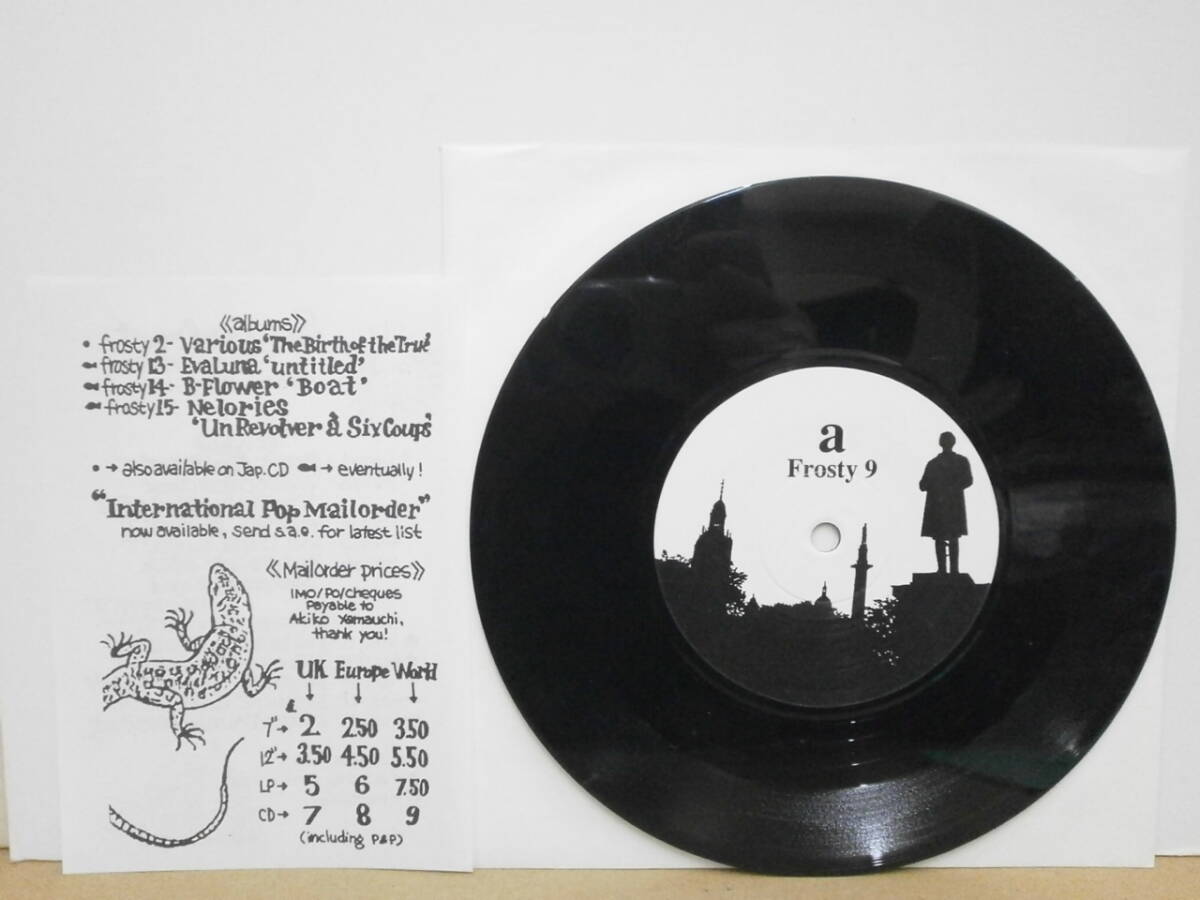 《albums》
• frosty 2- Various 'The Birth of the True'
frosty 13- EvaLuna 'untitled'
frosty 14- B-Flower 'Boat'
frosty 15- Nelories
'Un Revolver à Six Coups'
• → also available on Jap. CD → eventually!
"International Pop Mailorder"
now available, send s.a.e. for latest list
《Mailorder prices》
IMO/PO/cheques
Payable to
Akiko Yamauchi,
thank you!
UK Europe World
↓ ↓ ↓
£
7"→ 2. 2.50 3.50
12"→ 3.50 4.50 5.50
LP→ 5 6 7.50
CD→ 7 8 9
(including P&P)
a
Frosty 9